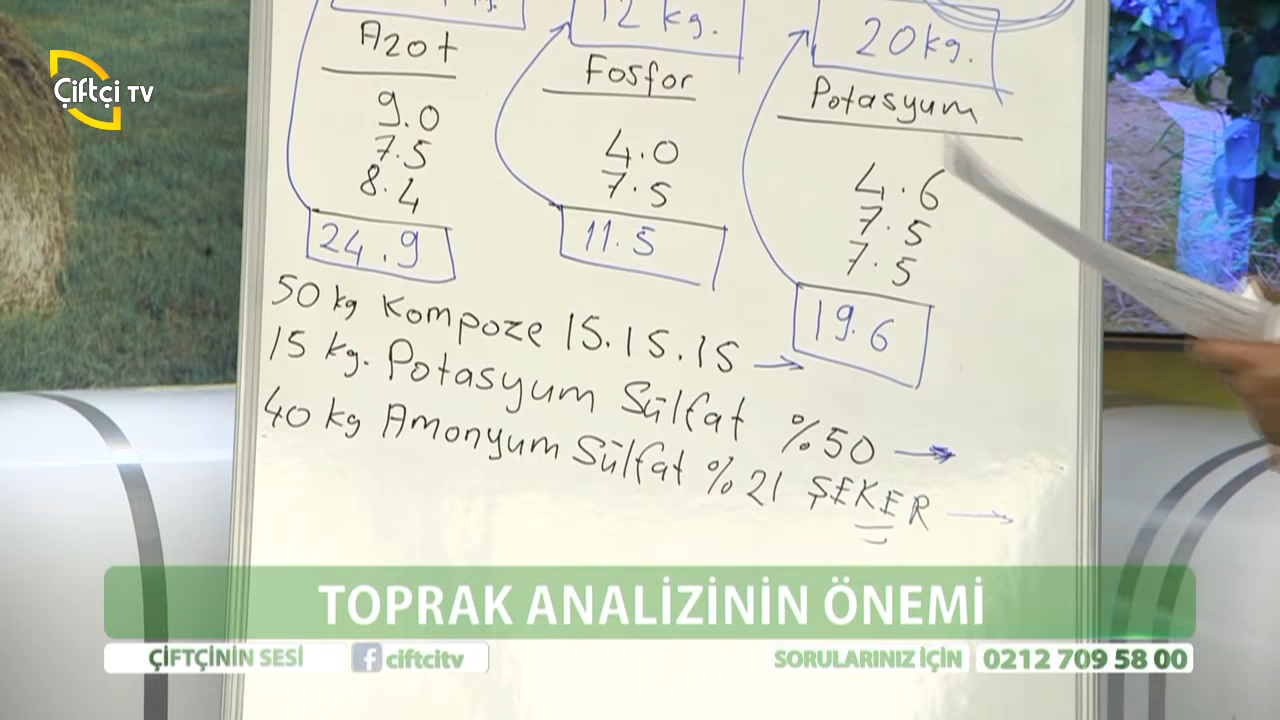 Çiftçi TV
kg.
12 kg.
20 kg.
Azot
9.0
7.5
8.4
24.9
Fosfor
4.0
7.5
11.5
Potasyum
4.6
7.5
7.5
19.6
50 kg Kompoze 15.15.15 →
15 kg. Potasyum Sülfat %50 →
40 kg Amonyum Sülfat %21 ŞEKER →
TOPRAK ANALİZİNİN ÖNEMİ
ÇİFTÇİNİN SESİ f ciftcitv SORULARINIZ İÇİN 0212 709 58 00